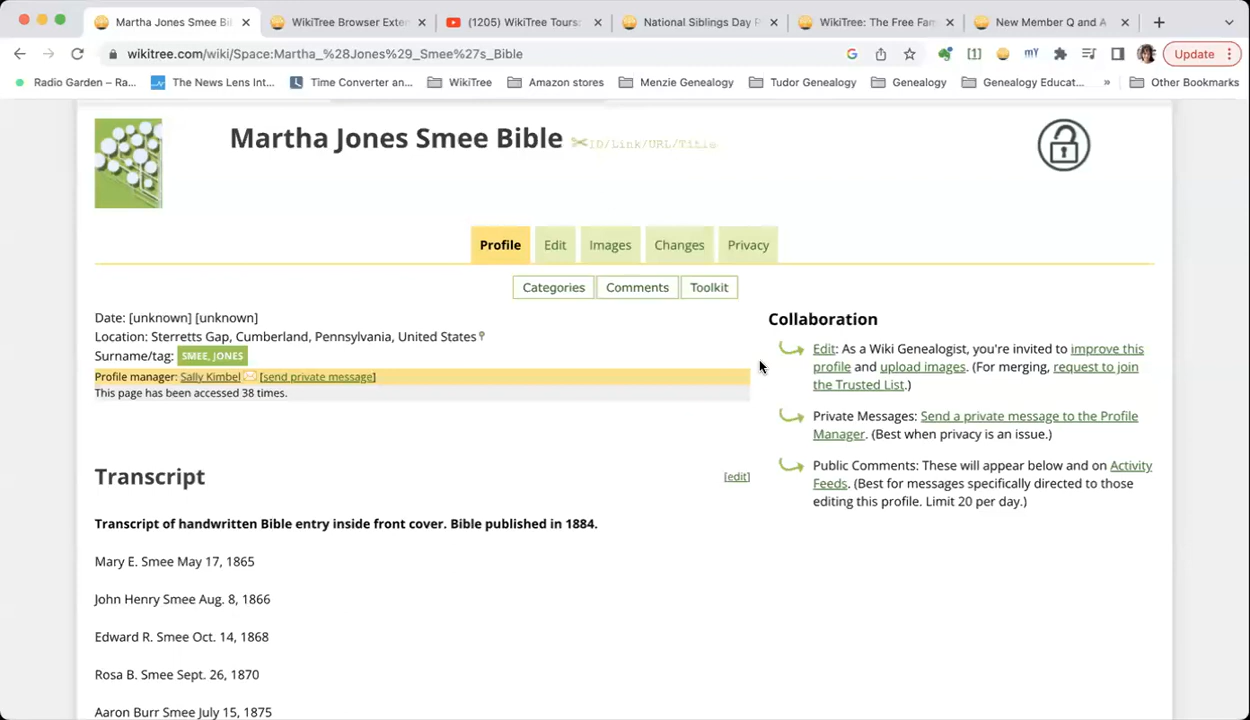 Martha Jones Smee Bi
WikiTree Browser Exten
(1205) WikiTree Tours:
National Siblings Day P
WikiTree: The Free Fam
New Member Q and A
wikitree.com/wiki/Space:Martha_%28Jones%29_Smee%27s_Bible
Update
Radio Garden – Ra...
The News Lens Int...
Time Converter an...
WikiTree
Amazon stores
Menzie Genealogy
Tudor Genealogy
Genealogy
Genealogy Educat...
»
Other Bookmarks
Martha Jones Smee Bible
ID/Link/URL/Title
Profile
Edit
Images
Changes
Privacy
Categories
Comments
Toolkit
Date: [unknown] [unknown]
Location: Sterretts Gap, Cumberland, Pennsylvania, United States
Surname/tag: SMEE, JONES
Profile manager: Sally Kimbel [send private message]
This page has been accessed 38 times.
Transcript
[edit]
Transcript of handwritten Bible entry inside front cover. Bible published in 1884.
Mary E. Smee May 17, 1865
John Henry Smee Aug. 8, 1866
Edward R. Smee Oct. 14, 1868
Rosa B. Smee Sept. 26, 1870
Aaron Burr Smee July 15, 1875
Collaboration
Edit: As a Wiki Genealogist, you're invited to improve this
profile and upload images. (For merging, request to join
the Trusted List.)
Private Messages: Send a private message to the Profile
Manager. (Best when privacy is an issue.)
Public Comments: These will appear below and on Activity
Feeds. (Best for messages specifically directed to those
editing this profile. Limit 20 per day.)